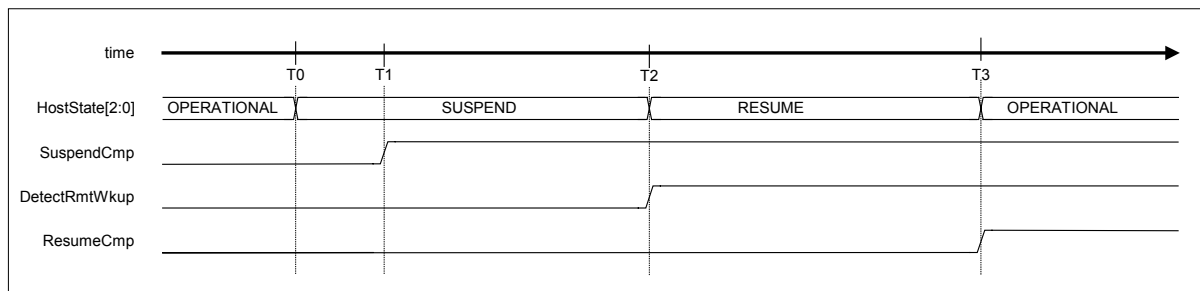 time
T0 T1 T2 T3
HostState[2:0] OPERATIONAL SUSPEND RESUME OPERATIONAL
SuspendCmp
DetectRmtWkup
ResumeCmp